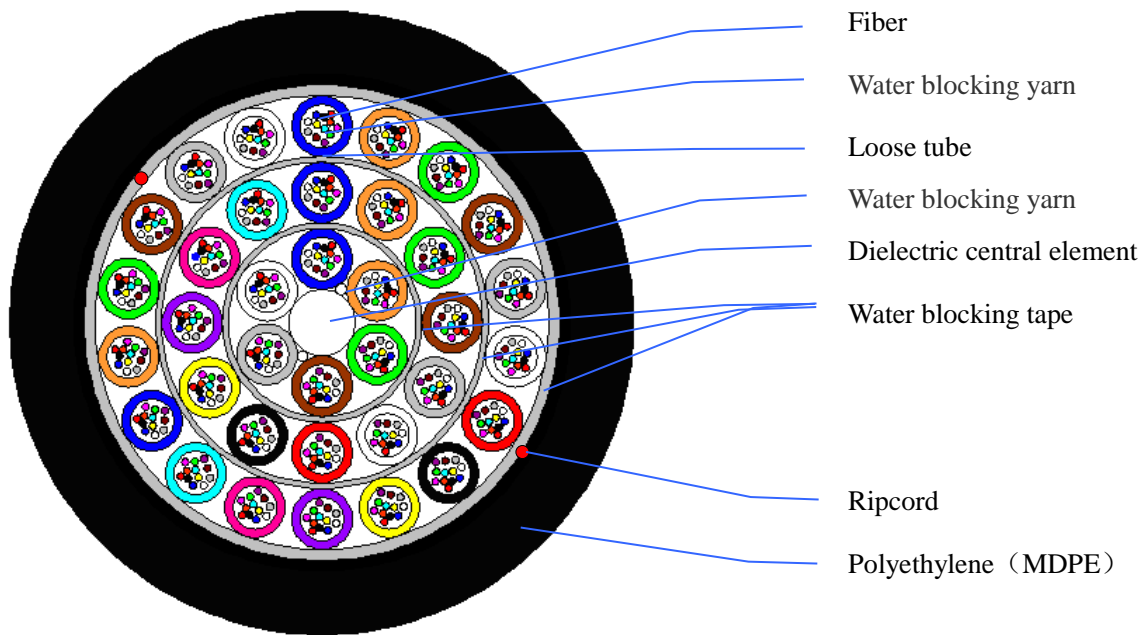 Fiber
Water blocking yarn
Loose tube
Water blocking yarn
Dielectric central element
Water blocking tape
Ripcord
Polyethylene（MDPE）